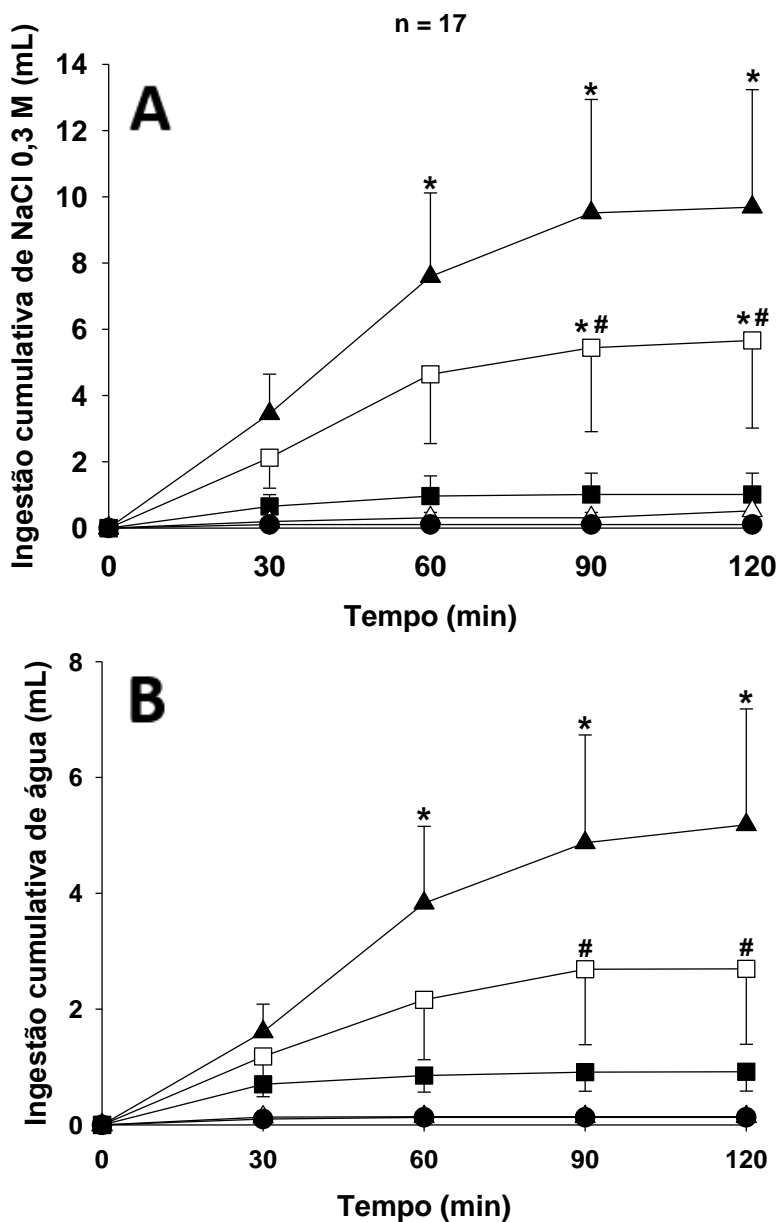 n = 17
Ingestão cumulativa de NaCl 0,3 M (mL)
A
14
12
10
8
6
4
2
0
*
*
*
*#
*#
0 30 60 90 120
Tempo (min)
Ingestão cumulativa de água (mL)
B
8
6
4
2
0
*
*
*
#
#
0 30 60 90 120
Tempo (min)